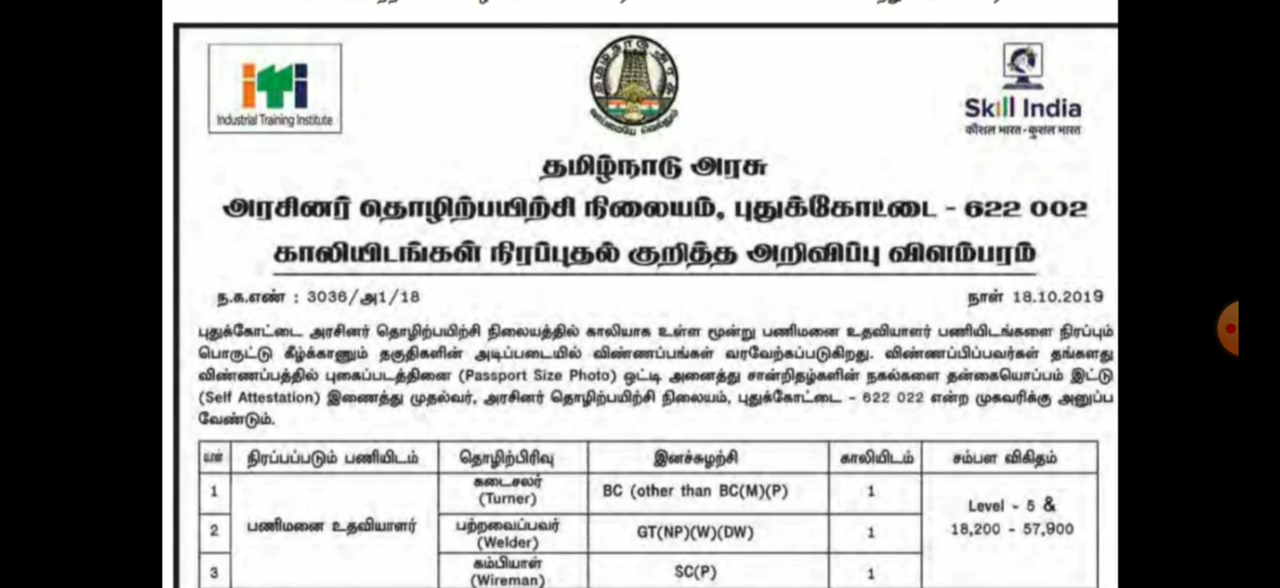 iTi
Industrial Training Institute
Skill India
कौशल भारत - कुशल भारत
தமிழ்நாடு அரசு
அரசினர் தொழிற்பயிற்சி நிலையம், புதுக்கோட்டை - 622 002
காலியிடங்கள் நிரப்புதல் குறித்த அறிவிப்பு விளம்பரம்
ந.க.எண் : 3036/அ1/18 நாள் 18.10.2019
புதுக்கோட்டை அரசினர் தொழிற்பயிற்சி நிலையத்தில் காலியாக உள்ள மூன்று பணிமனை உதவியாளர் பணியிடங்களை நிரப்பும்
பொருட்டு கீழ்க்காணும் தகுதிகளின் அடிப்படையில் விண்ணப்பங்கள் வரவேற்கப்படுகிறது. விண்ணப்பிப்பவர்கள் தங்களது
விண்ணப்பத்தில் புகைப்படத்தினை (Passport Size Photo) ஒட்டி அனைத்து சான்றிதழ்களின் நகல்களை தன்கையொப்பம் இட்டு
(Self Attestation) இணைத்து முதல்வர், அரசினர் தொழிற்பயிற்சி நிலையம், புதுக்கோட்டை - 622 022 என்ற முகவரிக்கு அனுப்ப
வேண்டும்.
நிரப்பப்படும் பணியிடம் தொழிற்பிரிவு இனச்சுழற்சி காலியிடம் சம்பள விகிதம்
1 கடைசலர் (Turner) BC (other than BC(M)(P) 1
பணிமனை உதவியாளர்
Level - 5 &
18,200 - 57,900
2 பற்றவைப்பவர் (Welder) GT(NP)(W)(DW) 1
3 கம்பியாள் (Wireman) SC(P) 1